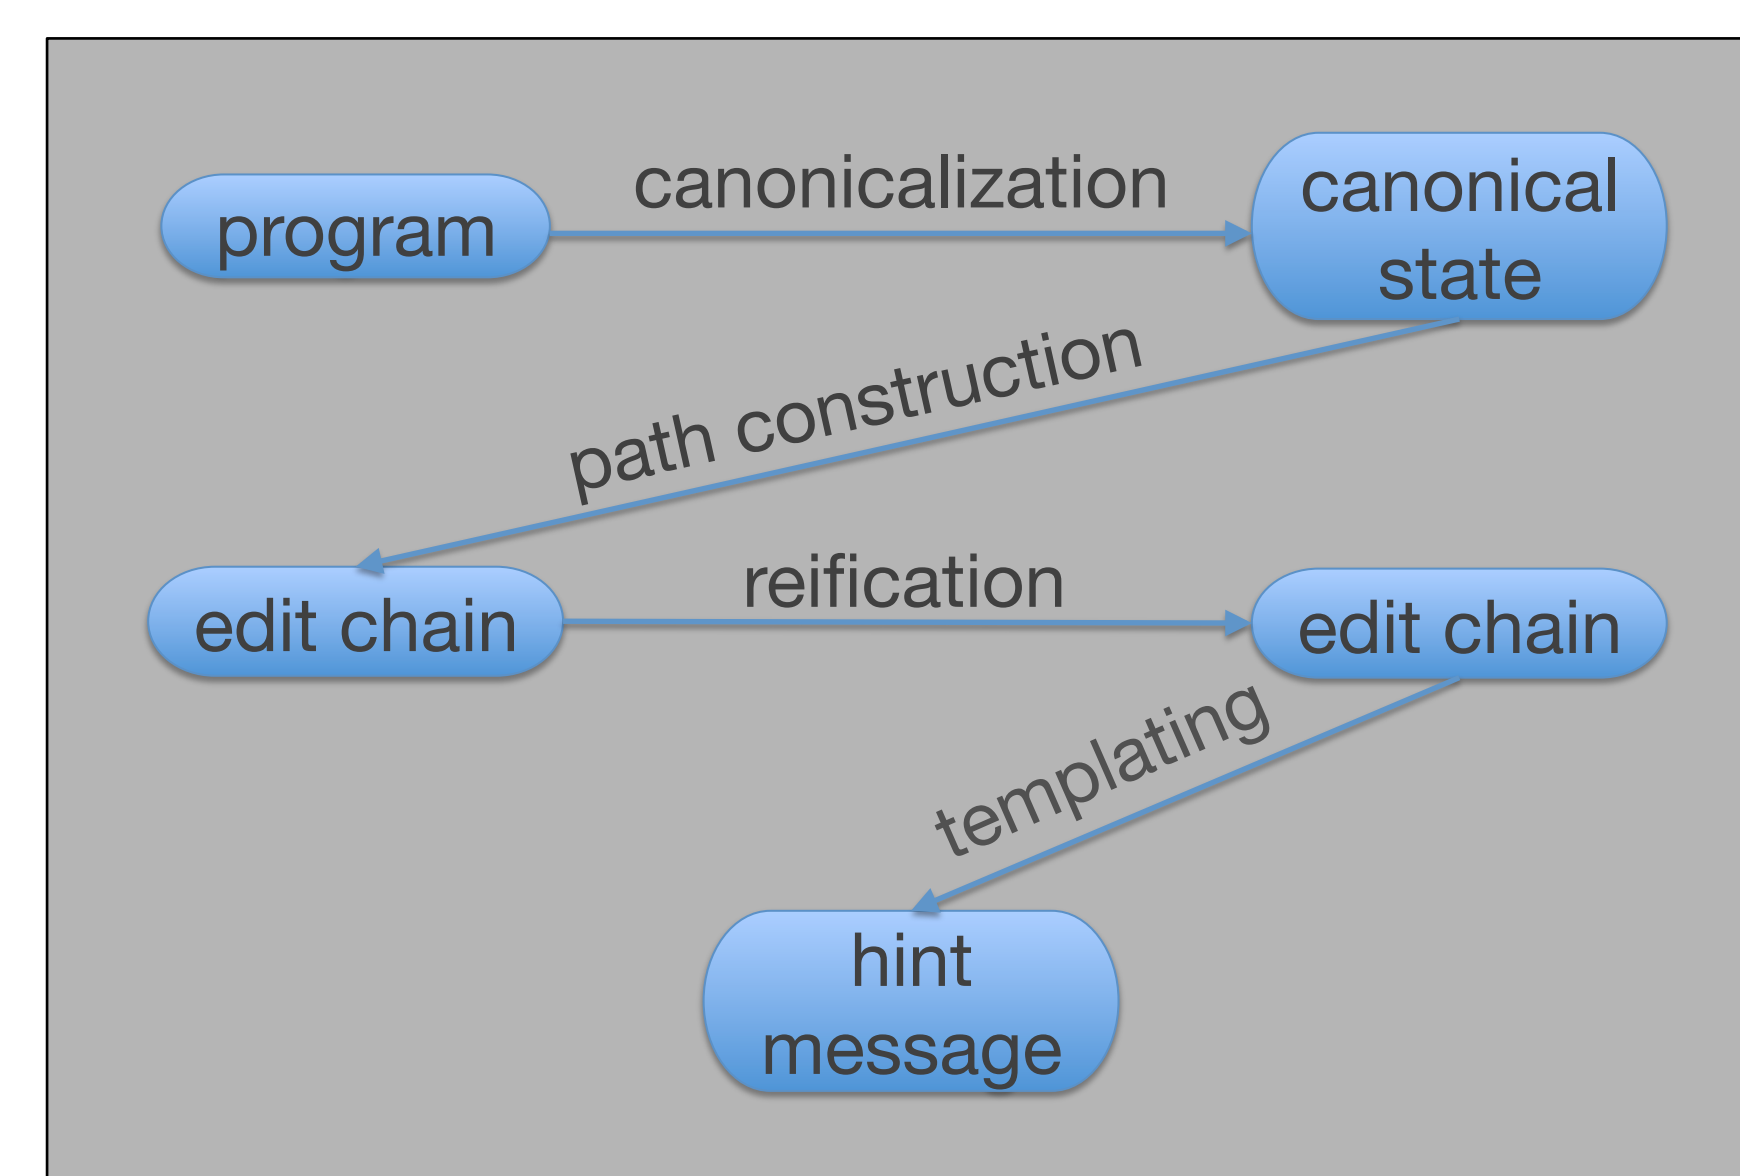 program
canonicalization
canonical
state
path construction
edit chain
reification
edit chain
templating
hint
message